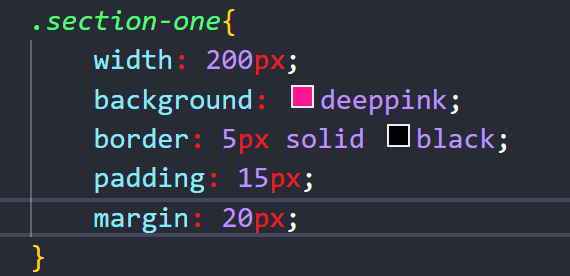 .section-one{
    width: 200px;
    background: deeppink;
    border: 5px solid black;
    padding: 15px;
    margin: 20px;
}